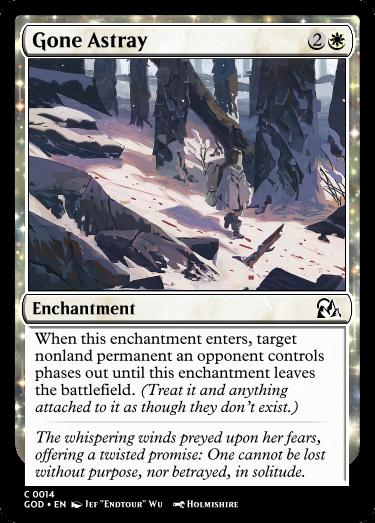 Gone Astray 2
Enchantment
When this enchantment enters, target
nonland permanent an opponent controls
phases out until this enchantment leaves
the battlefield. (Treat it and anything
attached to it as though they don't exist.)
The whispering winds preyed upon her fears,
offering a twisted promise: One cannot be lost
without purpose, nor betrayed, in solitude.
C 0014
GOD • EN Jef "Endtour" Wu Holmishire